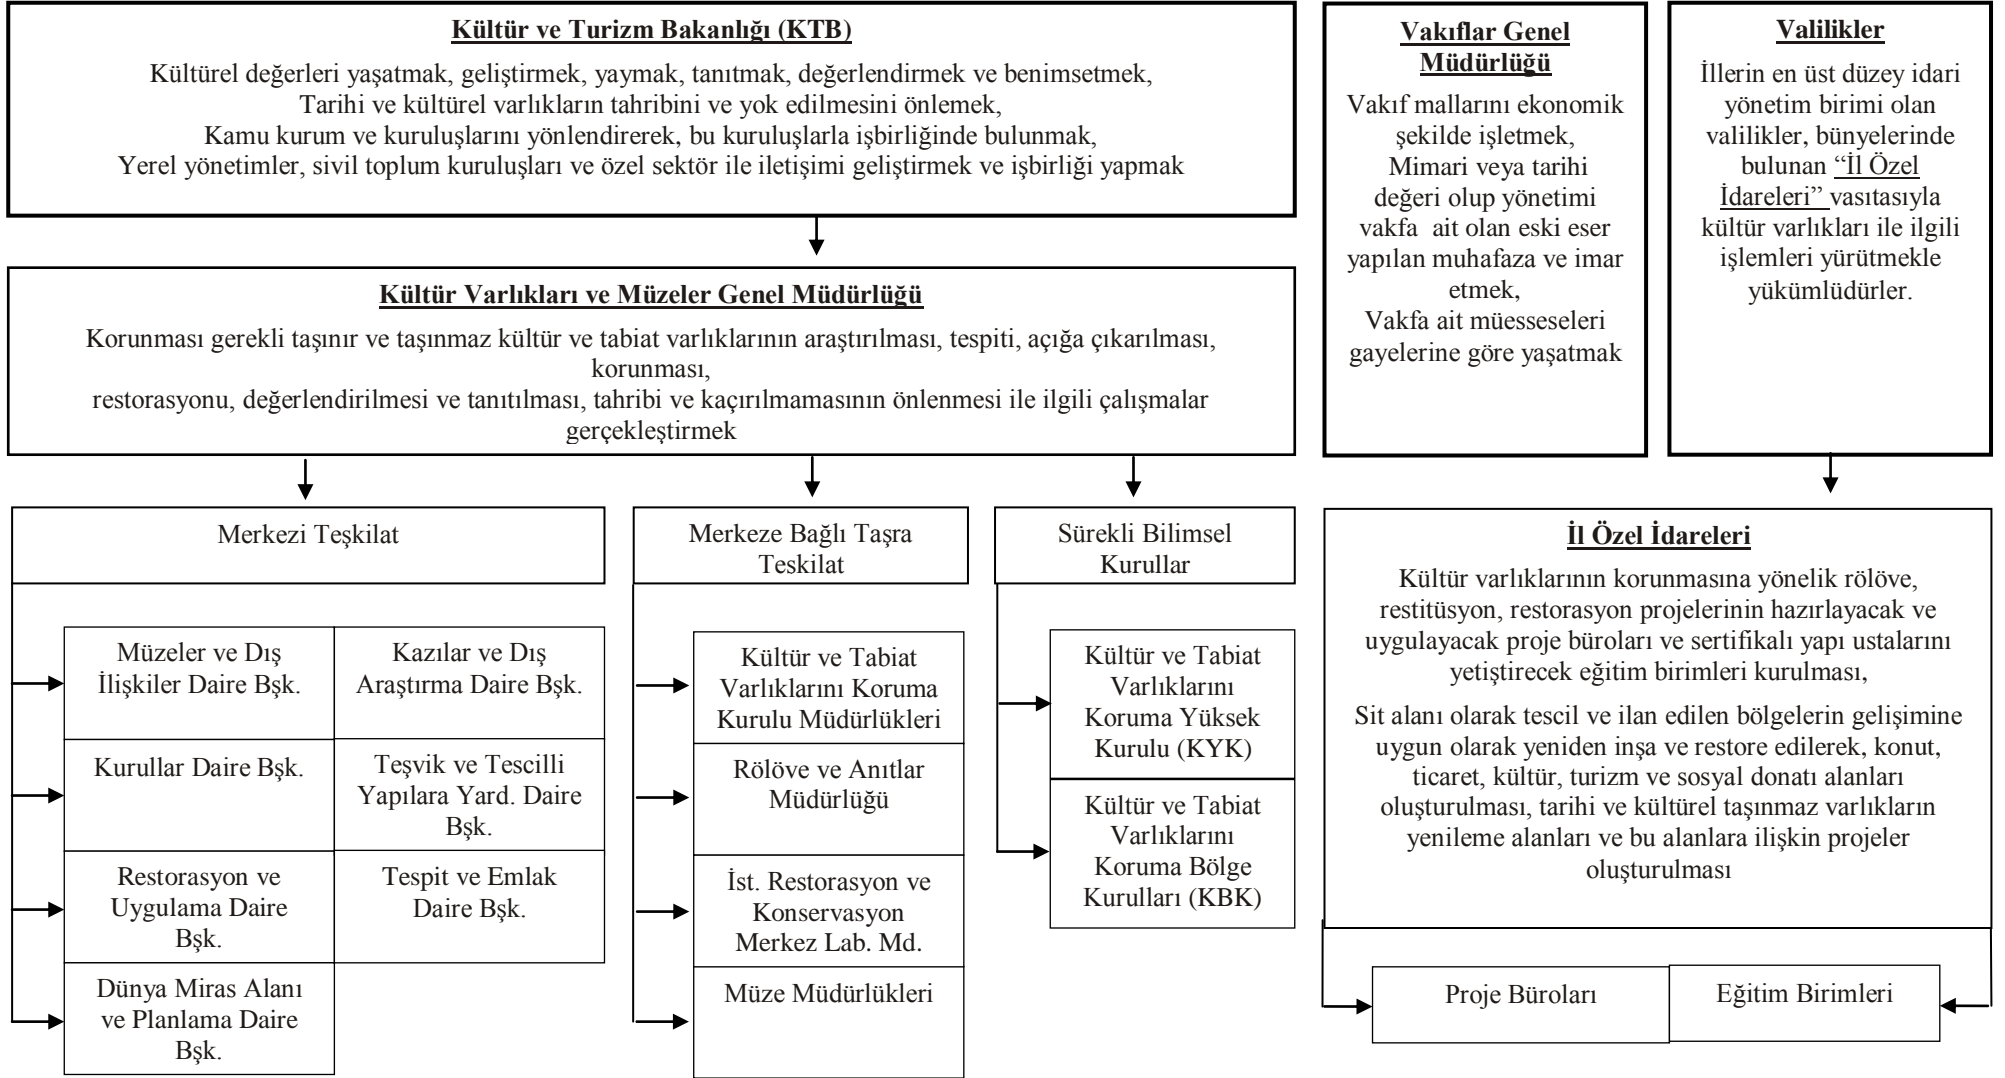 Kültür ve Turizm Bakanlığı (KTB)
Kültürel değerleri yaşatmak, geliştirmek, yaymak, tanıtmak, değerlendirmek ve benimsetmek,
Tarihi ve kültürel varlıkların tahribini ve yok edilmesini önlemek,
Kamu kurum ve kuruluşlarını yönlendirerek, bu kuruluşlarla işbirliğinde bulunmak,
Yerel yönetimler, sivil toplum kuruluşları ve özel sektör ile iletişimi geliştirmek ve işbirliği yapmak
Vakıflar Genel
Müdürlüğü
Vakıf mallarını ekonomik
şekilde işletmek,
Mimari veya tarihi
değeri olup yönetimi
vakfa ait olan eski eser
yapılan muhafaza ve imar
etmek,
Vakfa ait müesseseleri
gayelerine göre yaşatmak
Valilikler
İllerin en üst düzey idari
yönetim birimi olan
valilikler, bünyelerinde
bulunan “İl Özel
İdareleri” vasıtasıyla
kültür varlıkları ile ilgili
işlemleri yürütmekle
yükümlüdürler.
Kültür Varlıkları ve Müzeler Genel Müdürlüğü
Korunması gerekli taşınır ve taşınmaz kültür ve tabiat varlıklarının araştırılması, tespiti, açığa çıkarılması,
korunması,
restorasyonu, değerlendirilmesi ve tanıtılması, tahribi ve kaçırılmamasının önlenmesi ile ilgili çalışmalar
gerçekleştirmek
Merkezi Teşkilat
Müzeler ve Dış
İlişkiler Daire Bşk.
Kazılar ve Dış
Araştırma Daire Bşk.
Kurullar Daire Bşk.
Teşvik ve Tescilli
Yapılara Yard. Daire
Bşk.
Restorasyon ve
Uygulama Daire
Bşk.
Tespit ve Emlak
Daire Bşk.
Dünya Miras Alanı
ve Planlama Daire
Bşk.
Merkeze Bağlı Taşra
Teskilat
Kültür ve Tabiat
Varlıklarını Koruma
Kurulu Müdürlükleri
Rölöve ve Anıtlar
Müdürlüğü
İst. Restorasyon ve
Konservasyon
Merkez Lab. Md.
Müze Müdürlükleri
Sürekli Bilimsel
Kurullar
Kültür ve Tabiat
Varlıklarını
Koruma Yüksek
Kurulu (KYK)
Kültür ve Tabiat
Varlıklarını
Koruma Bölge
Kurulları (KBK)
İl Özel İdareleri
Kültür varlıklarının korunmasına yönelik rölöve,
restitüsyon, restorasyon projelerinin hazırlayacak ve
uygulayacak proje büroları ve sertifikalı yapı ustalarını
yetiştirecek eğitim birimleri kurulması,
Sit alanı olarak tescil ve ilan edilen bölgelerin gelişimine
uygun olarak yeniden inşa ve restore edilerek, konut,
ticaret, kültür, turizm ve sosyal donatı alanları
oluşturulması, tarihi ve kültürel taşınmaz varlıkların
yenileme alanları ve bu alanlara ilişkin projeler
oluşturulması
Proje Büroları
Eğitim Birimleri